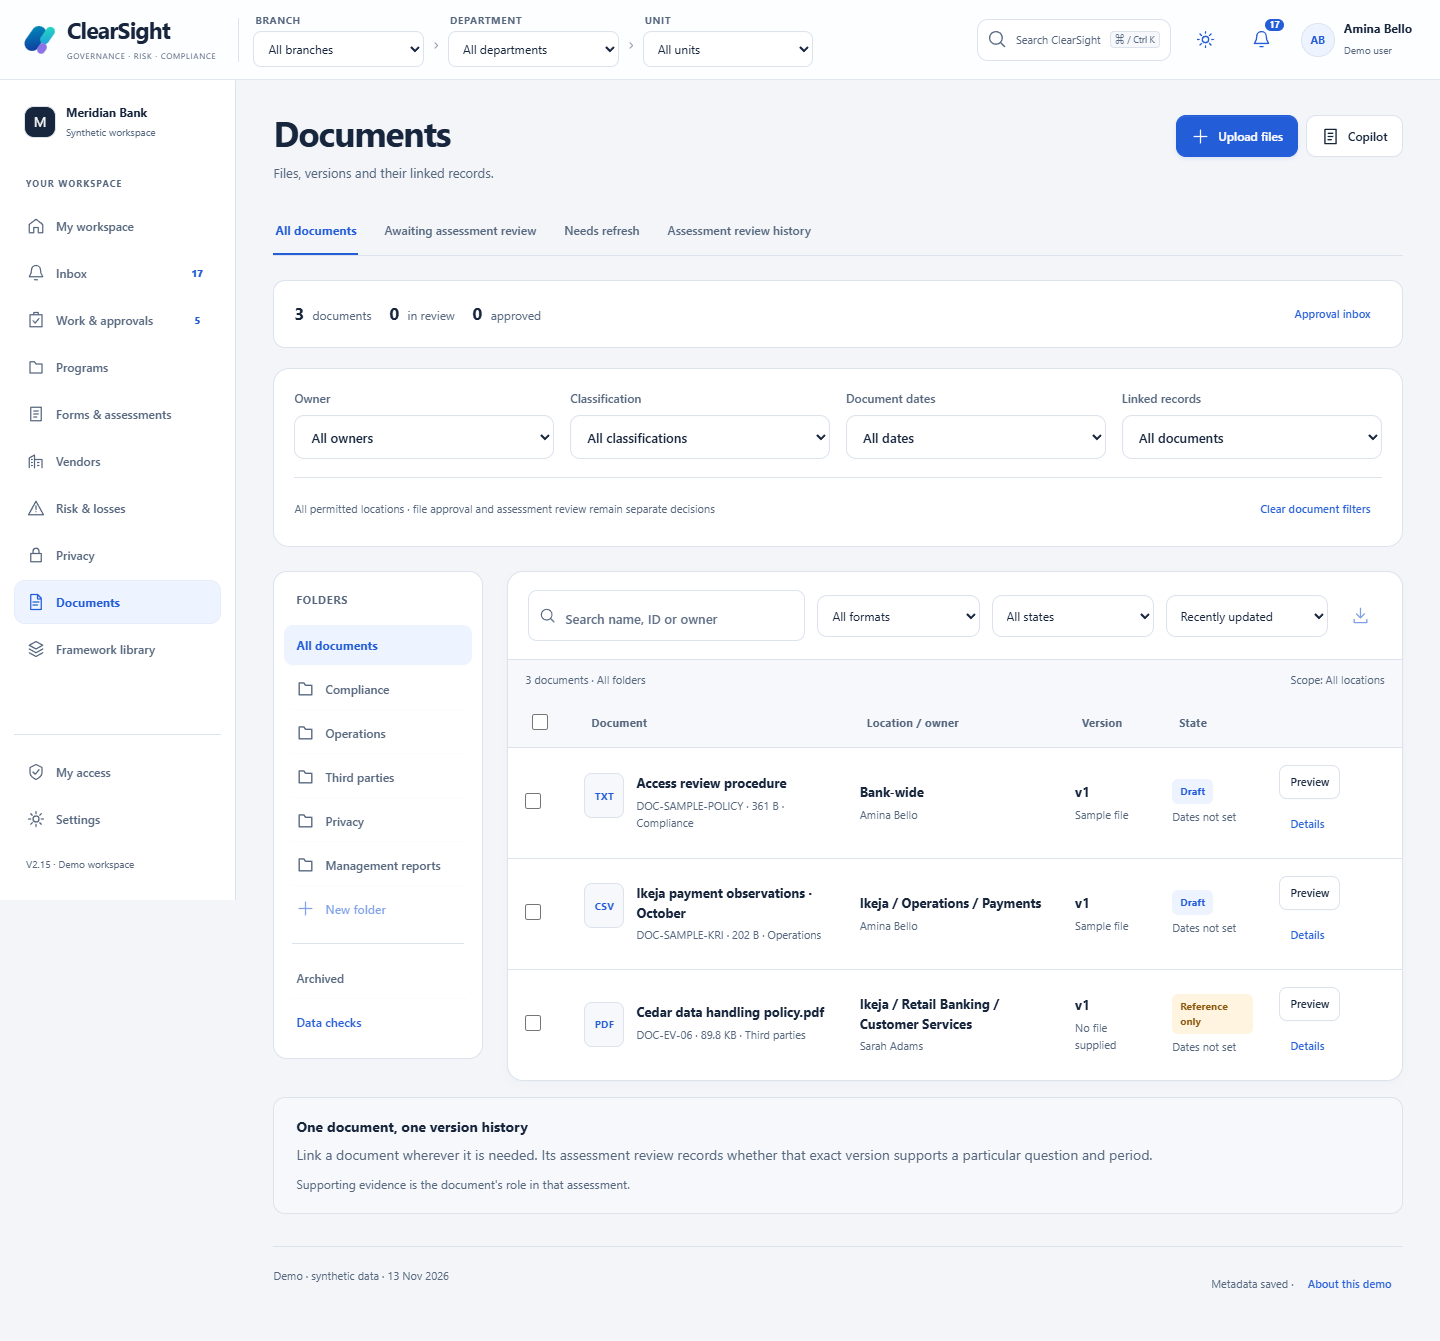 ClearSight
GOVERNANCE · RISK · COMPLIANCE
BRANCH
All branches
›
DEPARTMENT
All departments
›
UNIT
All units
Search ClearSight
⌘ / Ctrl K
17
AB
Amina Bello
Demo user
M
Meridian Bank
Synthetic workspace
YOUR WORKSPACE
My workspace
Inbox 17
Work & approvals 5
Programs
Forms & assessments
Vendors
Risk & losses
Privacy
Documents
Framework library
My access
Settings
V2.15 · Demo workspace
Documents
Files, versions and their linked records.
Upload files
Copilot
All documents
Awaiting assessment review
Needs refresh
Assessment review history
3 documents 0 in review 0 approved
Approval inbox
Owner
All owners
Classification
All classifications
Document dates
All dates
Linked records
All documents
All permitted locations · file approval and assessment review remain separate decisions
Clear document filters
FOLDERS
All documents
Compliance
Operations
Third parties
Privacy
Management reports
New folder
Archived
Data checks
Search name, ID or owner
All formats
All states
Recently updated
3 documents · All folders
Scope: All locations
Document
Location / owner
Version
State
TXT
Access review procedure
DOC-SAMPLE-POLICY · 361 B ·
Compliance
Bank-wide
Amina Bello
v1
Sample file
Draft
Dates not set
Preview
Details
CSV
Ikeja payment observations ·
October
DOC-SAMPLE-KRI · 202 B · Operations
Ikeja / Operations / Payments
Amina Bello
v1
Sample file
Draft
Dates not set
Preview
Details
PDF
Cedar data handling policy.pdf
DOC-EV-06 · 89.8 KB · Third parties
Ikeja / Retail Banking /
Customer Services
Sarah Adams
v1
No file
supplied
Reference
only
Dates not set
Preview
Details
One document, one version history
Link a document wherever it is needed. Its assessment review records whether that exact version supports a particular question and period.
Supporting evidence is the document's role in that assessment.
Demo · synthetic data · 13 Nov 2026
Metadata saved ·
About this demo